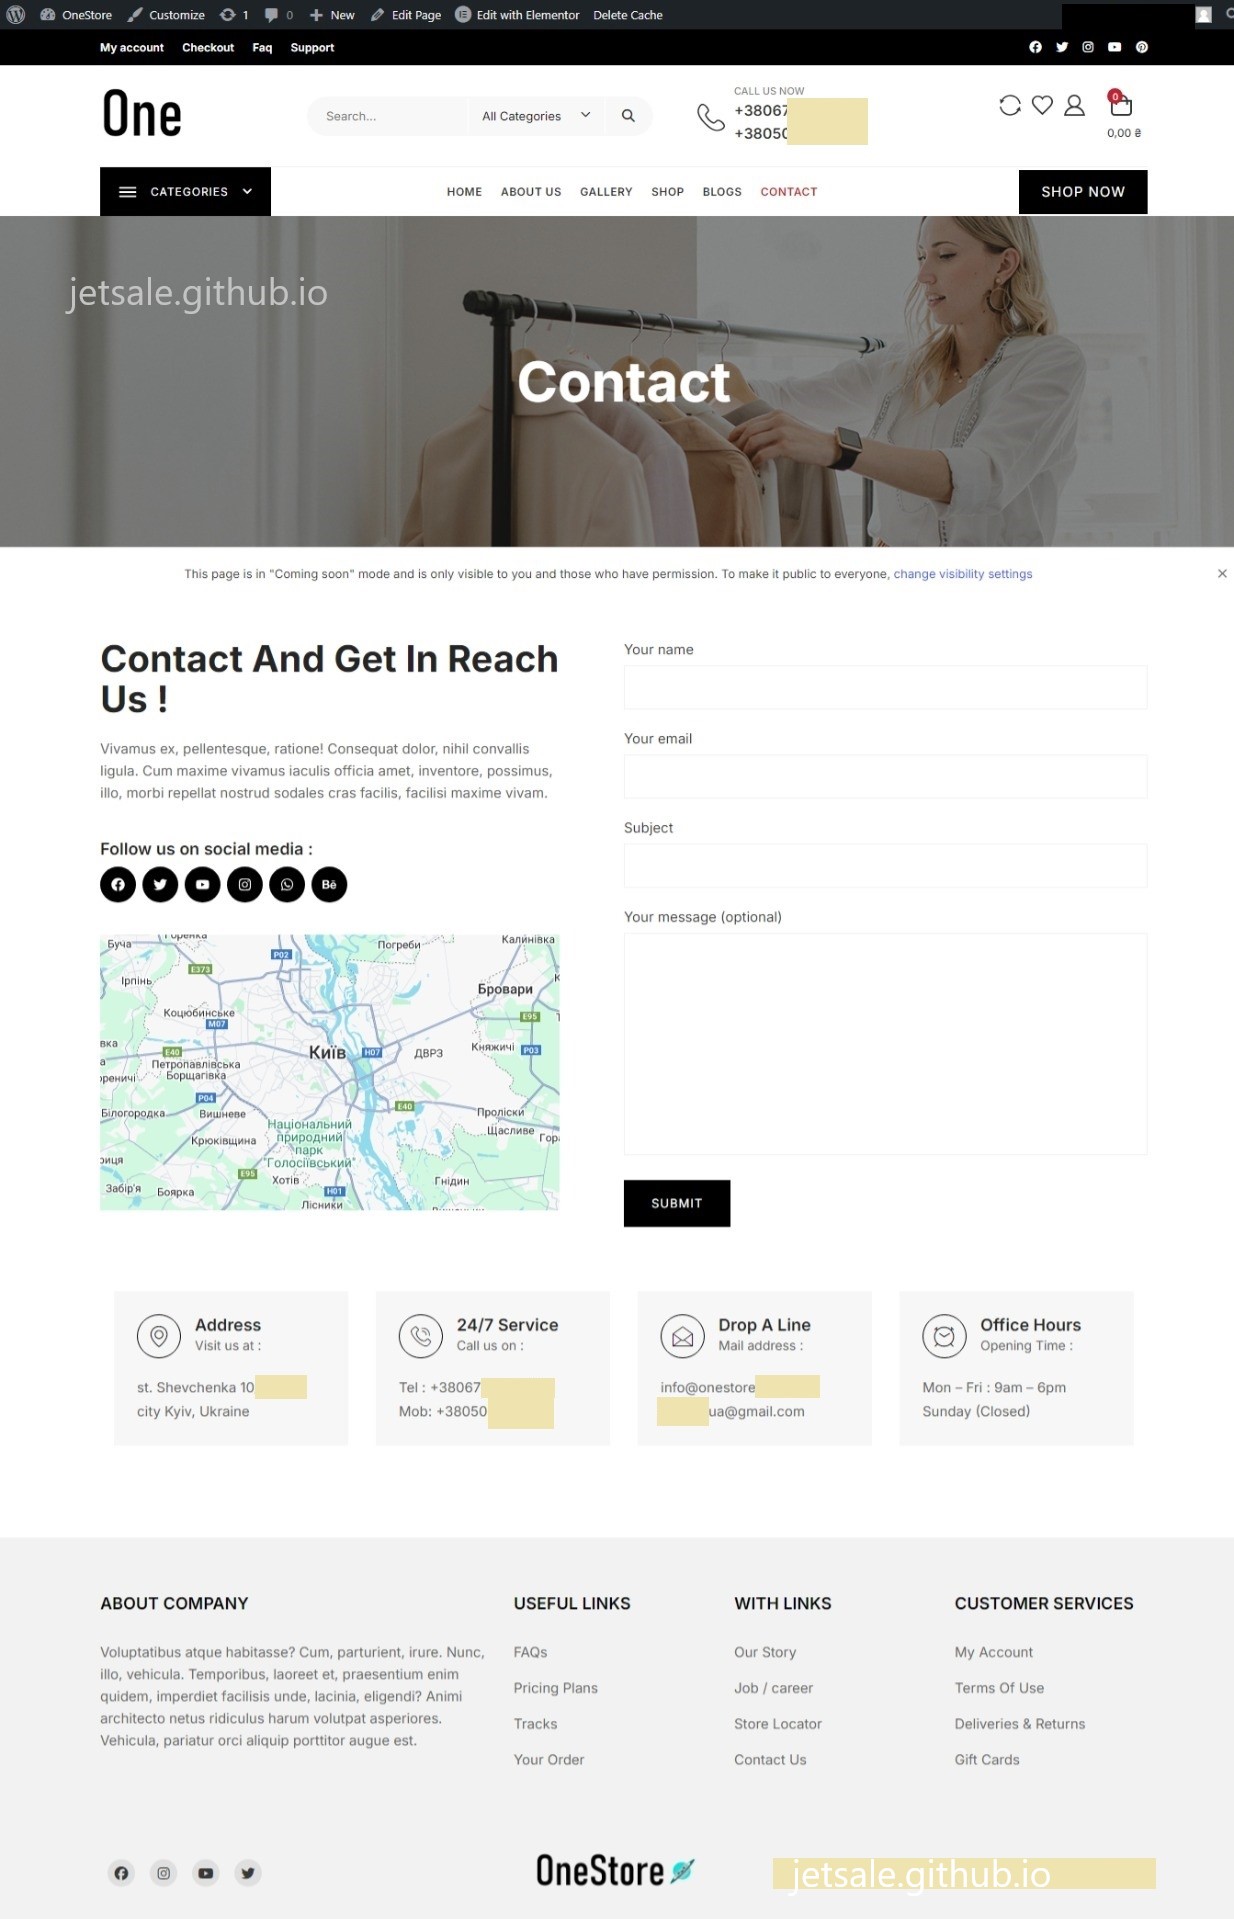 OneStore Customize 1 0 New Edit Page Edit with Elementor Delete Cache
My account Checkout Faq Support
One
Search... All Categories
CALL US NOW
+38067
+38050
0
0,00 ₴
CATEGORIES HOME ABOUT US GALLERY SHOP BLOGS CONTACT SHOP NOW
jetsale.github.io
Contact
This page is in "Coming soon" mode and is only visible to you and those who have permission. To make it public to everyone, change visibility settings
Contact And Get In Reach
Us !
Vivamus ex, pellentesque, ratione! Consequat dolor, nihil convallis
ligula. Cum maxime vivamus iaculis officia amet, inventore, possimus,
illo, morbi repellat nostrud sodales cras facilis, facilisi maxime vivam.
Follow us on social media :
Bē
Буча
Погреби
Калинівка
P02
E373
Ірпінь
Бровари
Коцюбинське
M07
E95
E40
Київ
H07
ДВРЗ
Княжичі
P03
Петропавлівська
Борщагівка
P04
E40
Білогородка
Вишневе
Проліски
Національний
природний
парк
"Голосіївський"
Щасливе
Крюківщина
E95
Хотів
Гнідин
Забір'я
Боярка
H01
Лісники
Your name
Your email
Subject
Your message (optional)
SUBMIT
Address
Visit us at :
st. Shevchenka 10
city Kyiv, Ukraine
24/7 Service
Call us on :
Tel : +38067
Mob: +38050
Drop A Line
Mail address :
info@onestore
ua@gmail.com
Office Hours
Opening Time :
Mon – Fri : 9am – 6pm
Sunday (Closed)
ABOUT COMPANY
Voluptatibus atque habitasse? Cum, parturient, irure. Nunc,
illo, vehicula. Temporibus, laoreet et, praesentium enim
quidem, imperdiet facilisis unde, lacinia, eligendi? Animi
architecto netus ridiculus harum volutpat asperiores.
Vehicula, pariatur orci aliquip porttitor augue est.
USEFUL LINKS
FAQs
Pricing Plans
Tracks
Your Order
WITH LINKS
Our Story
Job / career
Store Locator
Contact Us
CUSTOMER SERVICES
My Account
Terms Of Use
Deliveries & Returns
Gift Cards
OneStore
jetsale.github.io